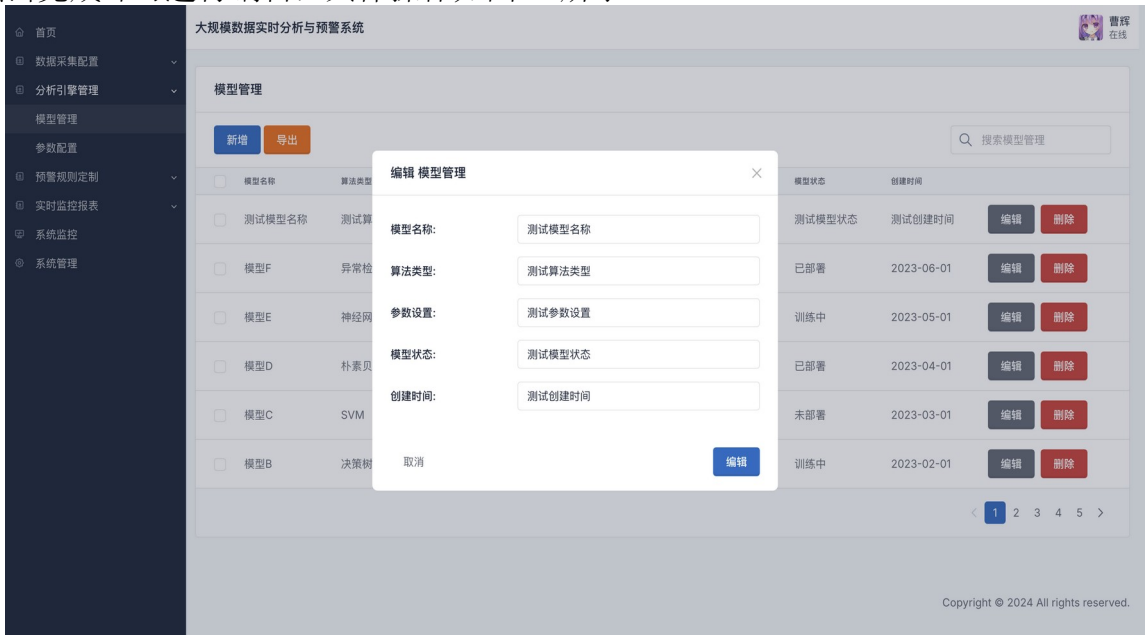 首页
数据采集配置
分析引擎管理
模型管理
参数配置
预警规则定制
实时监控报表
系统监控
系统管理
大规模数据实时分析与预警系统
曹辉
在线
模型管理
新增 导出
搜索模型管理
模型名称 算法类型 模型状态 创建时间
测试模型名称 测试算 测试模型状态 测试创建时间 编辑 删除
模型F 异常检 已部署 2023-06-01 编辑 删除
模型E 神经网 训练中 2023-05-01 编辑 删除
模型D 朴素贝 已部署 2023-04-01 编辑 删除
模型C SVM 未部署 2023-03-01 编辑 删除
模型B 决策树 训练中 2023-02-01 编辑 删除
编辑 模型管理
模型名称: 测试模型名称
算法类型: 测试算法类型
参数设置: 测试参数设置
模型状态: 测试模型状态
创建时间: 测试创建时间
取消 编辑
1 2 3 4 5
Copyright © 2024 All rights reserved.